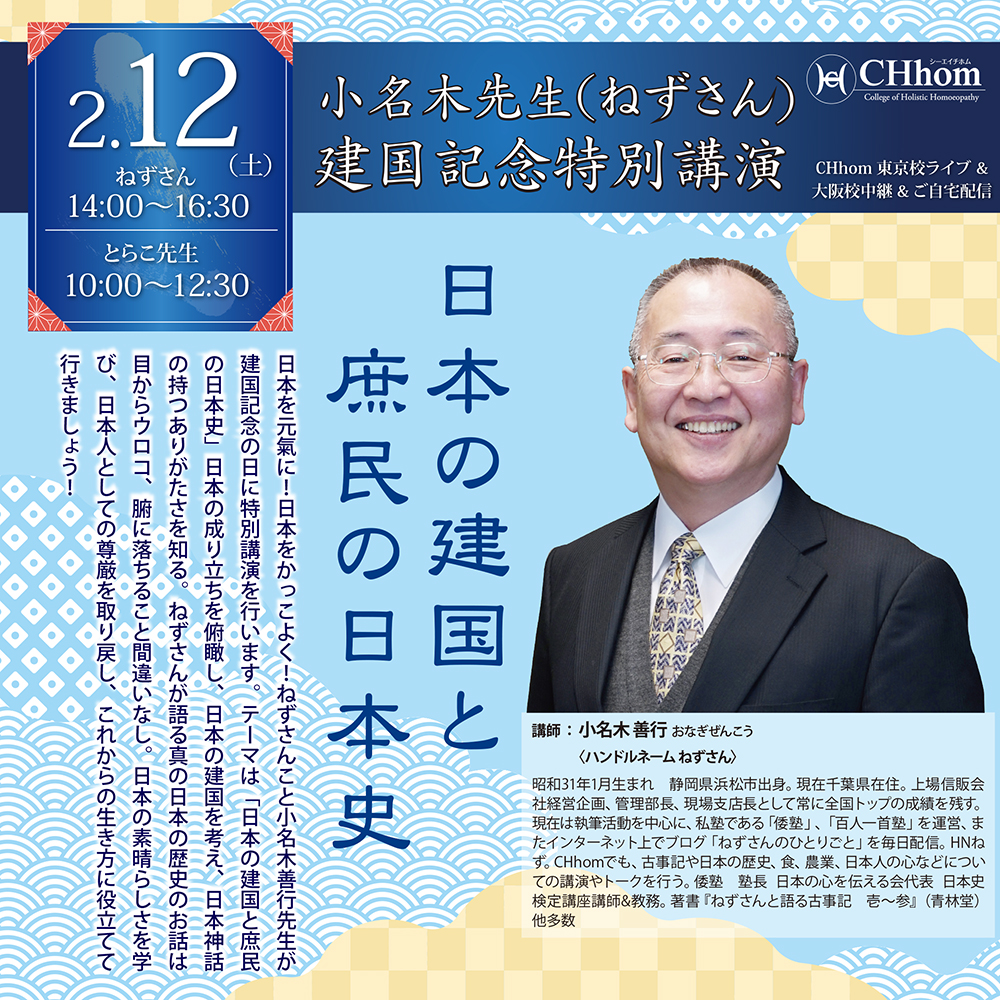 2.12(土)
ねずさん
14:00～16:30
とらこ先生
10:00～12:30
小名木先生(ねずさん)
建国記念特別講演
シーエイチホム
CHhom
College of Holistic Homoeopathy
CHhom 東京校ライブ &
大阪校中継 & ご自宅配信
日本の建国と
庶民の日本史
日本を元氣に！日本をかっこよく！ねずさんこと小名木善行先生が
建国記念の日に特別講演を行います。テーマは「日本の建国と庶民
の日本史」日本の成り立ちを俯瞰し、日本の建国を考え、日本神話
の持つありがたさを知る。ねずさんが語る真の日本の歴史のお話は
目からウロコ、腑に落ちること間違いなし。日本の素晴らしさを学
び、日本人としての尊厳を取り戻し、これからの生き方に役立てて
行きましょう！
講師：小名木 善行 おなぎぜんこう
〈ハンドルネーム ねずさん〉
昭和31年1月生まれ　静岡県浜松市出身。現在千葉県在住。上場信販会
社経営企画、管理部長、現場支店長として常に全国トップの成績を残す。
現在は執筆活動を中心に、私塾である「倭塾」、「百人一首塾」を運営、ま
たインターネット上でブログ「ねずさんのひとりごと」を毎日配信。HNね
ず。CHhomでも、古事記や日本の歴史、食、農業、日本人の心などについ
ての講演やトークを行う。倭塾　塾長 日本の心を伝える会代表 日本史
検定講座講師&教務。著書『ねずさんと語る古事記　壱〜参』（青林堂）
他多数